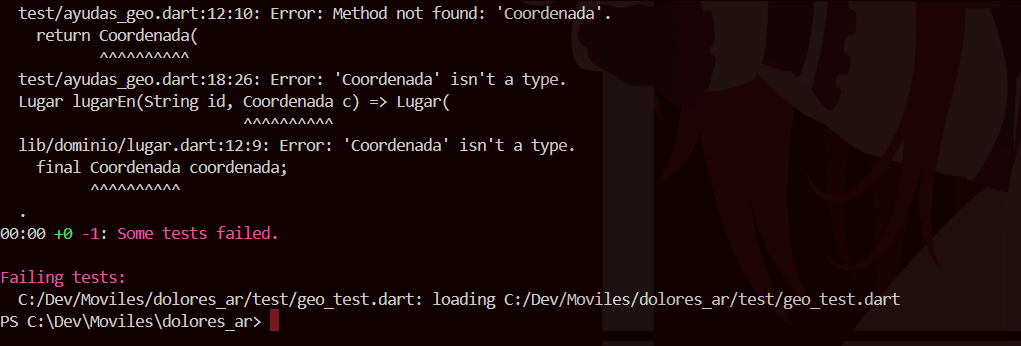 test/ayudas_geo.dart:12:10: Error: Method not found: 'Coordenada'.
return Coordenada(
^^^^^^^^^^
test/ayudas_geo.dart:18:26: Error: 'Coordenada' isn't a type.
Lugar lugarEn(String id, Coordenada c) => Lugar(
^^^^^^^^^^
lib/dominio/lugar.dart:12:9: Error: 'Coordenada' isn't a type.
final Coordenada coordenada;
^^^^^^^^^^
.
00:00 +0 -1: Some tests failed.
Failing tests:
C:/Dev/Moviles/dolores_ar/test/geo_test.dart: loading C:/Dev/Moviles/dolores_ar/test/geo_test.dart
PS C:\Dev\Moviles\dolores_ar>